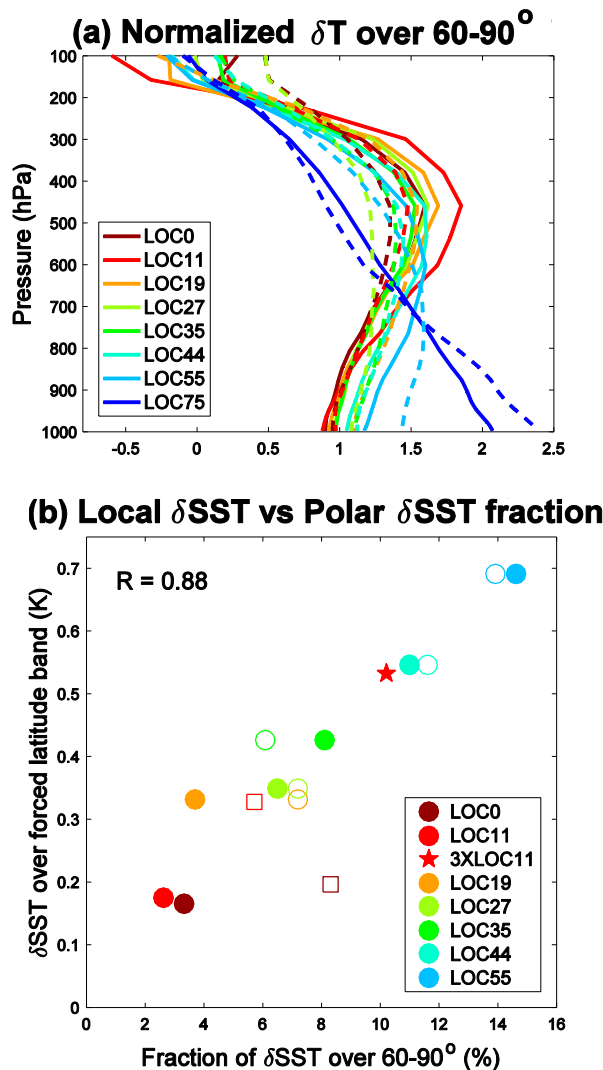 (a) Normalized δT over 60-90°
100
200
300
400
500
600
700
800
900
1000
Pressure (hPa)
LOC0
LOC11
LOC19
LOC27
LOC35
LOC44
LOC55
LOC75
-0.5 0 0.5 1 1.5 2 2.5
(b) Local δSST vs Polar δSST fraction
R = 0.88
0.7
0.6
0.5
0.4
0.3
0.2
0.1
0
δSST over forced latitude band (K)
LOC0
LOC11
3XLOC11
LOC19
LOC27
LOC35
LOC44
LOC55
0 2 4 6 8 10 12 14 16
Fraction of δSST over 60-90° (%)